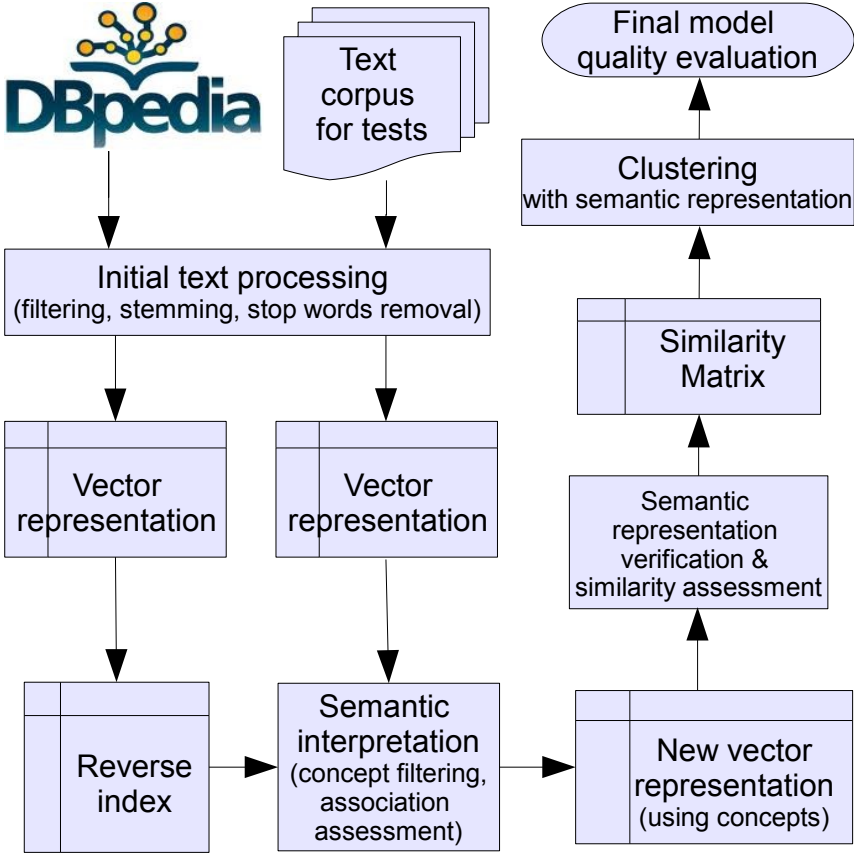 DBpedia
Text
corpus
for tests
Initial text processing
(filtering, stemming, stop words removal)
Vector
representation
Vector
representation
Reverse
index
Semantic
interpretation
(concept filtering,
association
assessment)
New vector
representation
(using concepts)
Semantic
representation
verification &
similarity assessment
Similarity
Matrix
Clustering
with semantic representation
Final model
quality evaluation